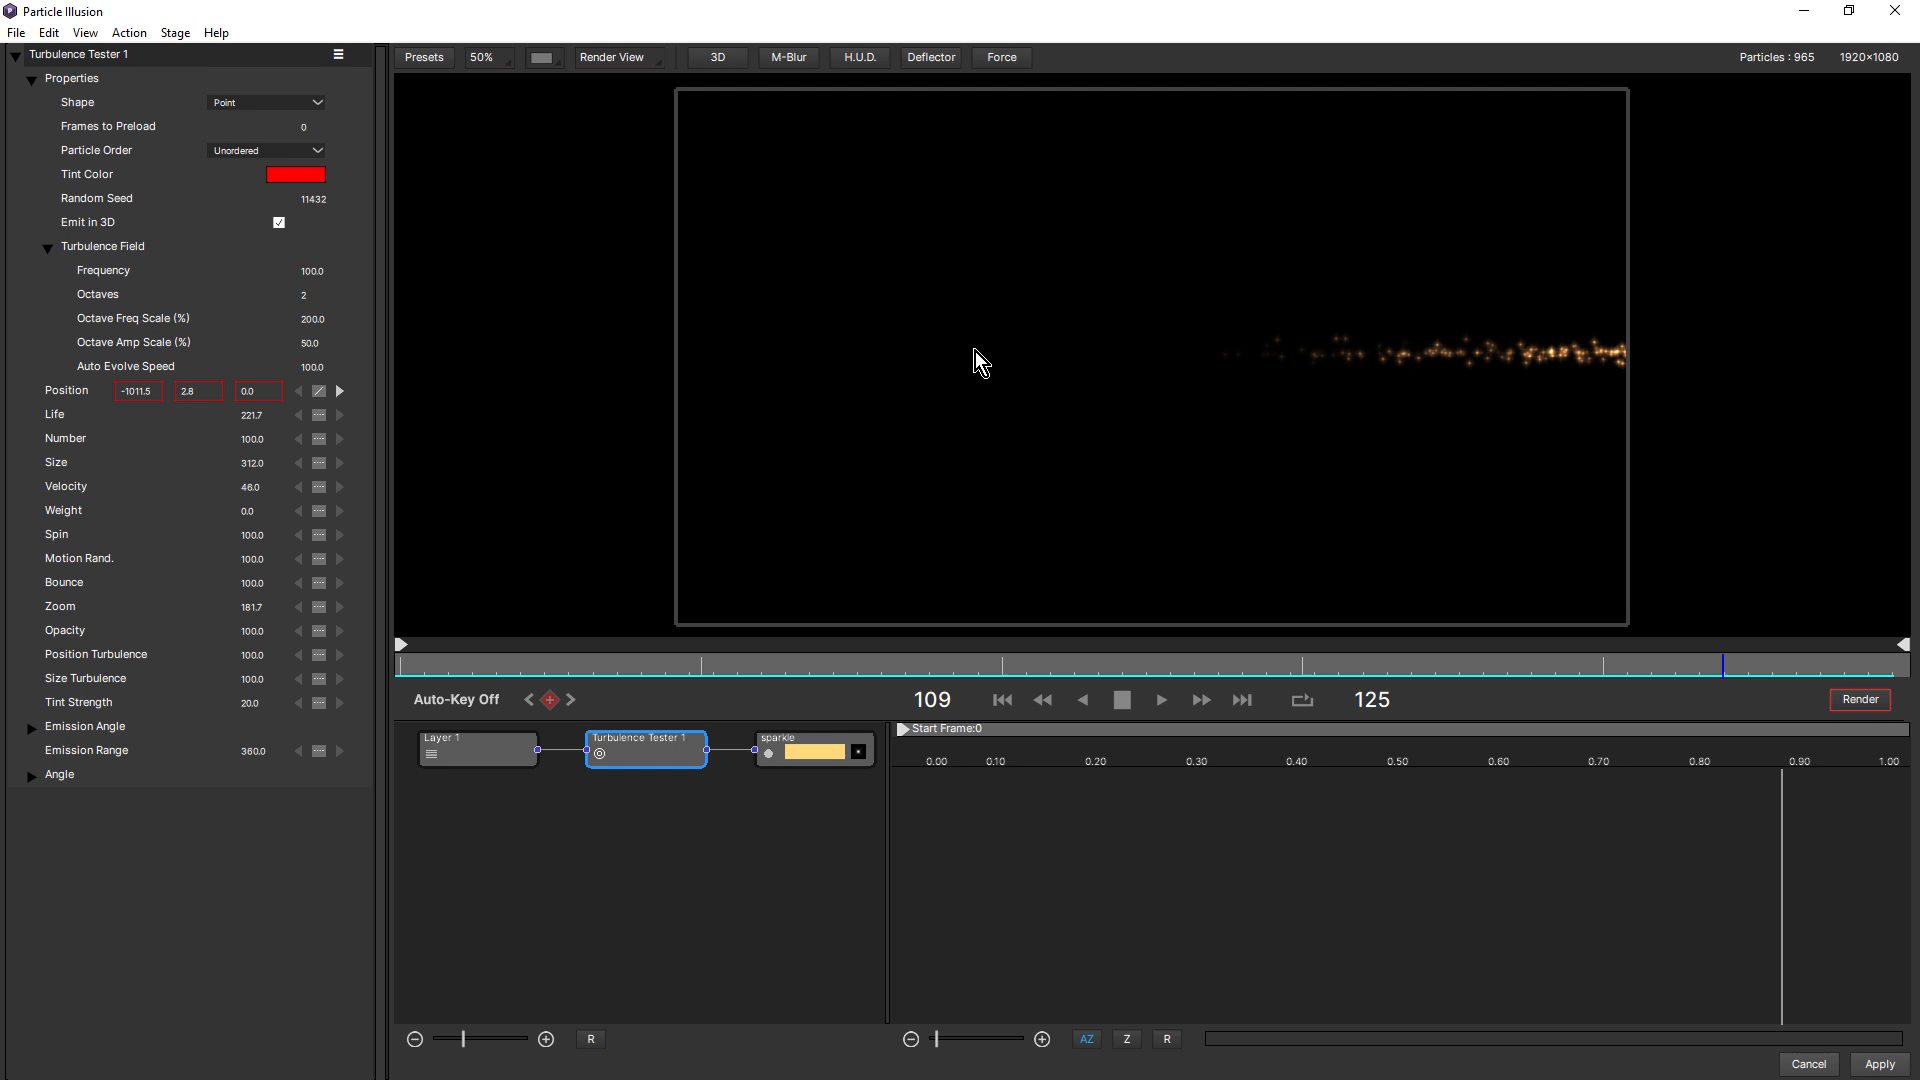 Particle Illusion
File Edit View Action Stage Help
Turbulence Tester 1
Properties
Shape Point
Frames to Preload 0
Particle Order Unordered
Tint Color
Random Seed 11432
Emit in 3D
Turbulence Field
Frequency 100.0
Octaves 2
Octave Freq Scale (%) 200.0
Octave Amp Scale (%) 50.0
Auto Evolve Speed 100.0
Position -1011.5 2.8 0.0
Life 221.7
Number 100.0
Size 312.0
Velocity 46.0
Weight 0.0
Spin 100.0
Motion Rand. 100.0
Bounce 100.0
Zoom 181.7
Opacity 100.0
Position Turbulence 100.0
Size Turbulence 100.0
Tint Strength 20.0
Emission Angle
Emission Range 360.0
Angle
Presets 50% Render View 3D M-Blur H.U.D. Deflector Force Particles : 965 1920×1080
Auto-Key Off 109 125 Render
Layer 1 Turbulence Tester 1 sparkle
Start Frame:0
0.00 0.10 0.20 0.30 0.40 0.50 0.60 0.70 0.80 0.90 1.00
R AZ Z R
Cancel Apply